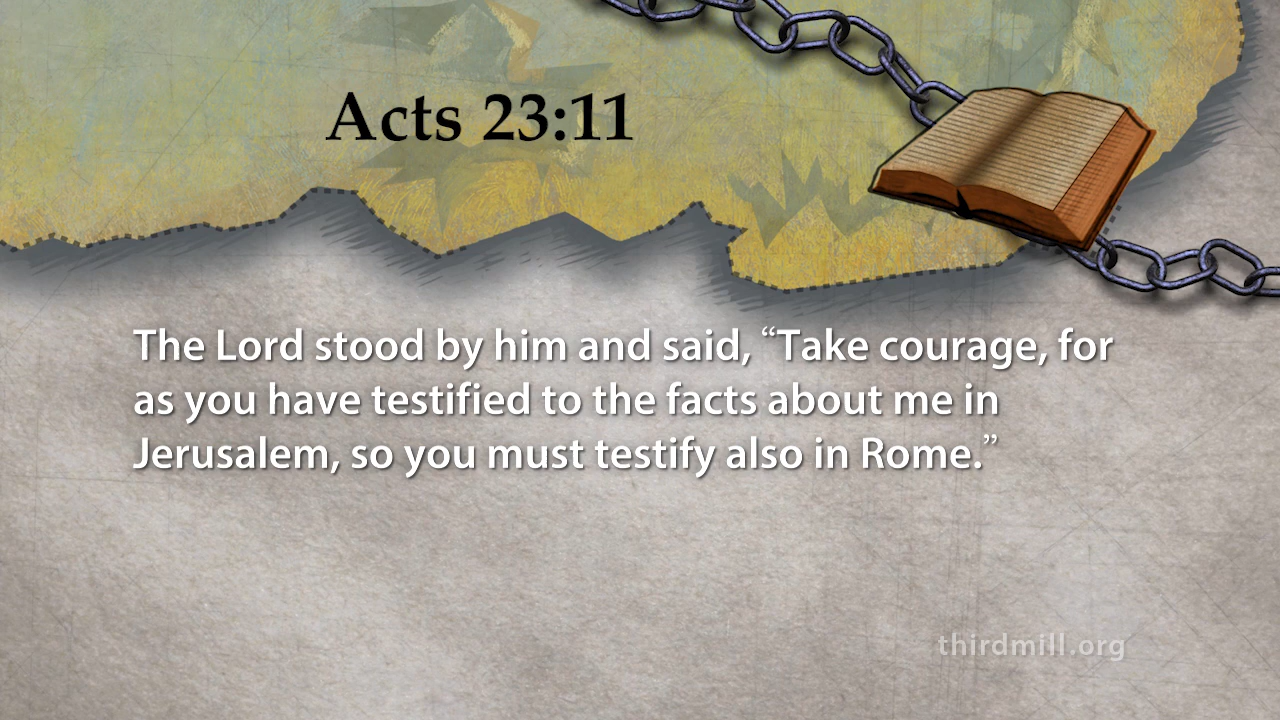 Acts 23:11
The Lord stood by him and said, “Take courage, for
as you have testified to the facts about me in
Jerusalem, so you must testify also in Rome.”
thirdmill.org